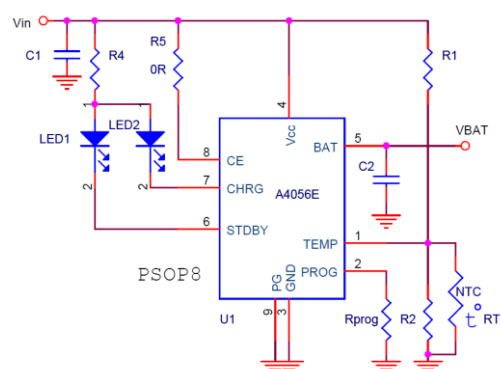 Vin
C1
R4
R5
0R
R1
1
1
LED1
LED2
4
Vcc
BAT
5
VBAT
8
CE
C2
2
2
7
CHRG
A4056E
6
STDBY
TEMP
1
PROG
2
PSOP8
PG
GND
NTC
t°
RT
U1
9
3
Rprog
R2